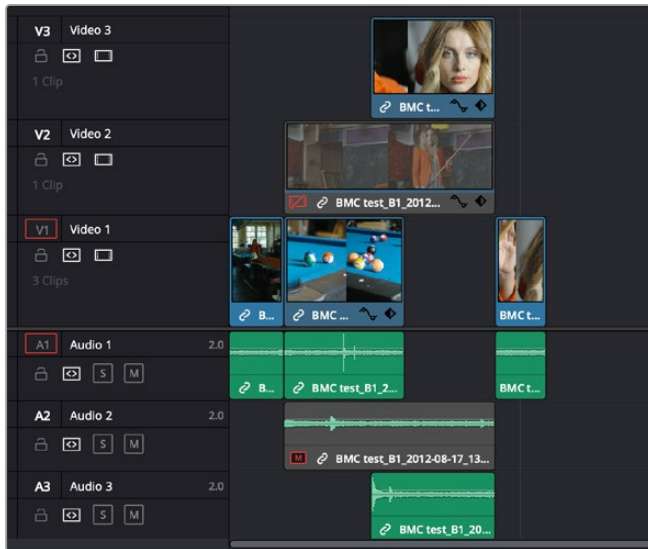 V3 Video 3
1 Clip
BMC t...
V2 Video 2
1 Clip
BMC test_B1_2012...
V1 Video 1
3 Clips
B...
BMC ...
BMC t...
A1 Audio 1 2.0
S M
B...
BMC test_B1_2...
BMC t...
A2 Audio 2 2.0
S M
M
BMC test_B1_2012-08-17_13...
A3 Audio 3 2.0
S M
BMC test_B1_20...